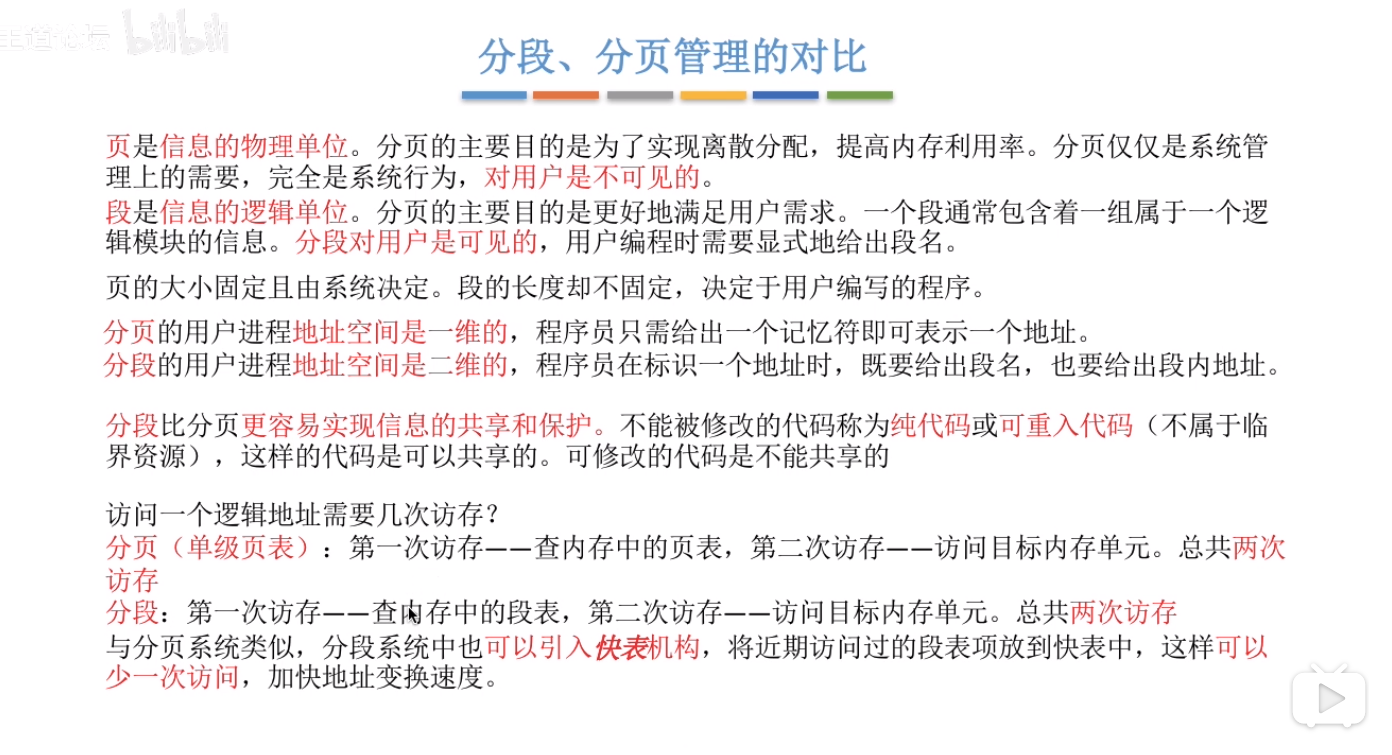 王道论坛 bilibili
分段、分页管理的对比
页是信息的物理单位。分页的主要目的是为了实现离散分配，提高内存利用率。分页仅仅是系统管
理上的需要，完全是系统行为，对用户是不可见的。
段是信息的逻辑单位。分页的主要目的是更好地满足用户需求。一个段通常包含着一组属于一个逻
辑模块的信息。分段对用户是可见的，用户编程时需要显式地给出段名。
页的大小固定且由系统决定。段的长度却不固定，决定于用户编写的程序。
分页的用户进程地址空间是一维的，程序员只需给出一个记忆符即可表示一个地址。
分段的用户进程地址空间是二维的，程序员在标识一个地址时，既要给出段名，也要给出段内地址。
分段比分页更容易实现信息的共享和保护。不能被修改的代码称为纯代码或可重入代码（不属于临
界资源），这样的代码是可以共享的。可修改的代码是不能共享的
访问一个逻辑地址需要几次访存？
分页（单级页表）：第一次访存——查内存中的页表，第二次访存——访问目标内存单元。总共两次
访存
分段：第一次访存——查内存中的段表，第二次访存——访问目标内存单元。总共两次访存
与分页系统类似，分段系统中也可以引入快表机构，将近期访问过的段表项放到快表中，这样可以
少一次访问，加快地址变换速度。